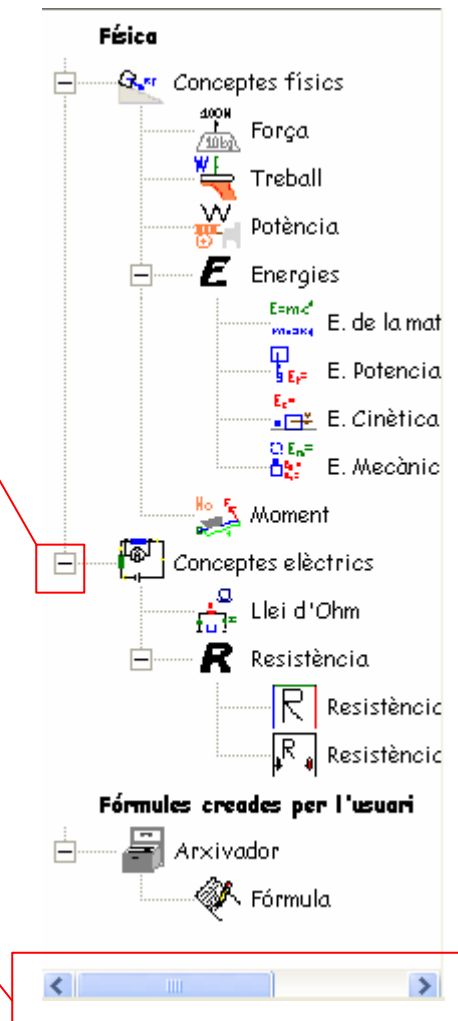 Física
Conceptes físics
100N
10kg
Força
W F
Treball
W
Potència
E
Energies
E. de la mat
E. Potencia
E. Cinètica
E. Mecànic
Moment
Conceptes elèctrics
Llei d'Ohm
R
Resistència
R
Resistènci
R
Resistènci
Fórmules creades per l'usuari
Arxivador
Fórmula